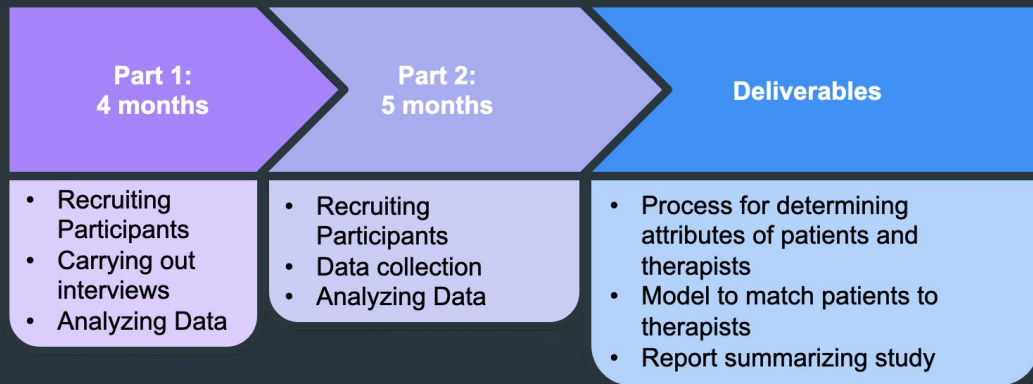 Part 1:
4 months
Part 2:
5 months
Deliverables
• Recruiting
Participants
• Carrying out
interviews
• Analyzing Data
• Recruiting
Participants
• Data collection
• Analyzing Data
• Process for determining
attributes of patients and
therapists
• Model to match patients to
therapists
• Report summarizing study